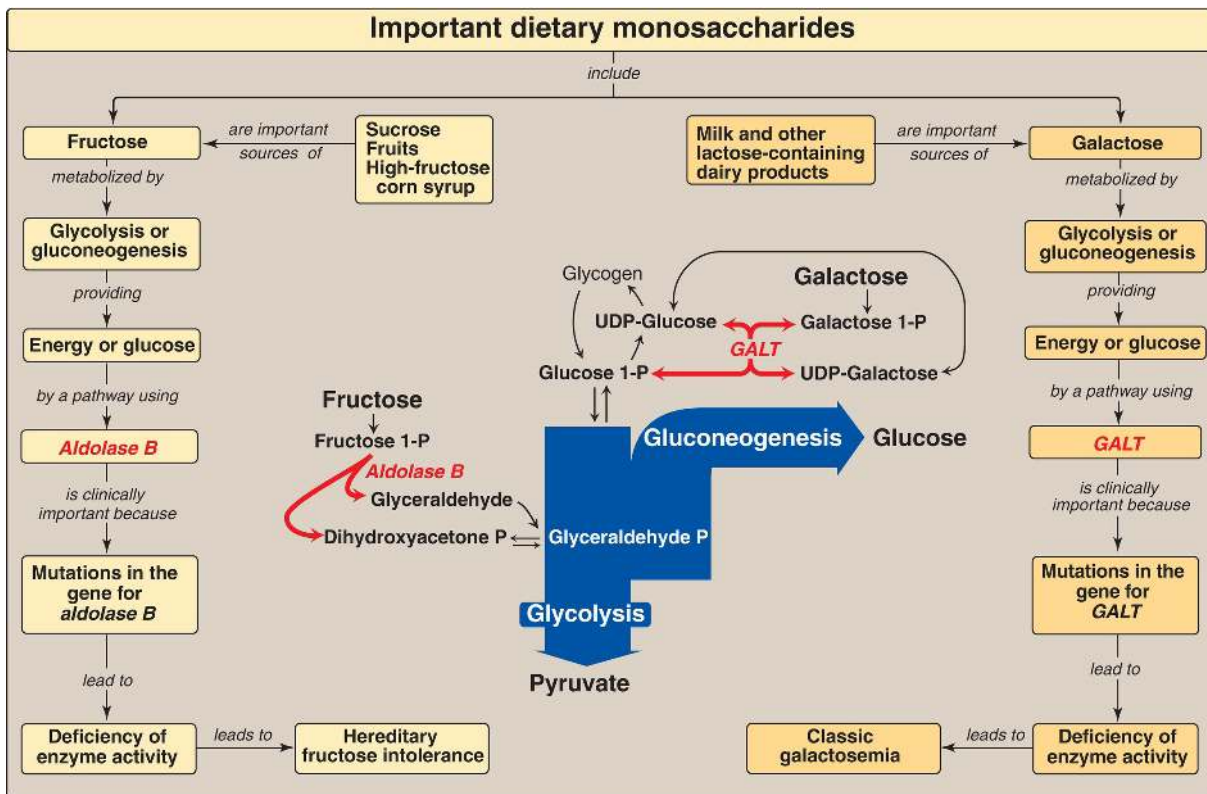 Important dietary monosaccharides
include
Fructose
are important
sources of
Sucrose
Fruits
High-fructose
corn syrup
Milk and other
lactose-containing
dairy products
are important
sources of
Galactose
metabolized by
Glycolysis or
gluconeogenesis
providing
Energy or glucose
by a pathway using
Aldolase B
is clinically
important because
Mutations in the
gene for
aldolase B
lead to
Deficiency of
enzyme activity
leads to
Hereditary
fructose intolerance
Glycogen
Galactose
UDP-Glucose
Galactose 1-P
GALT
Glucose 1-P
UDP-Galactose
Fructose
Fructose 1-P
Aldolase B
Glyceraldehyde
Dihydroxyacetone P
Glyceraldehyde P
Gluconeogenesis
Glucose
Glycolysis
Pyruvate
metabolized by
Glycolysis or
gluconeogenesis
providing
Energy or glucose
by a pathway using
GALT
is clinically
important because
Mutations in the
gene for
GALT
lead to
Deficiency of
enzyme activity
leads to
Classic
galactosemia